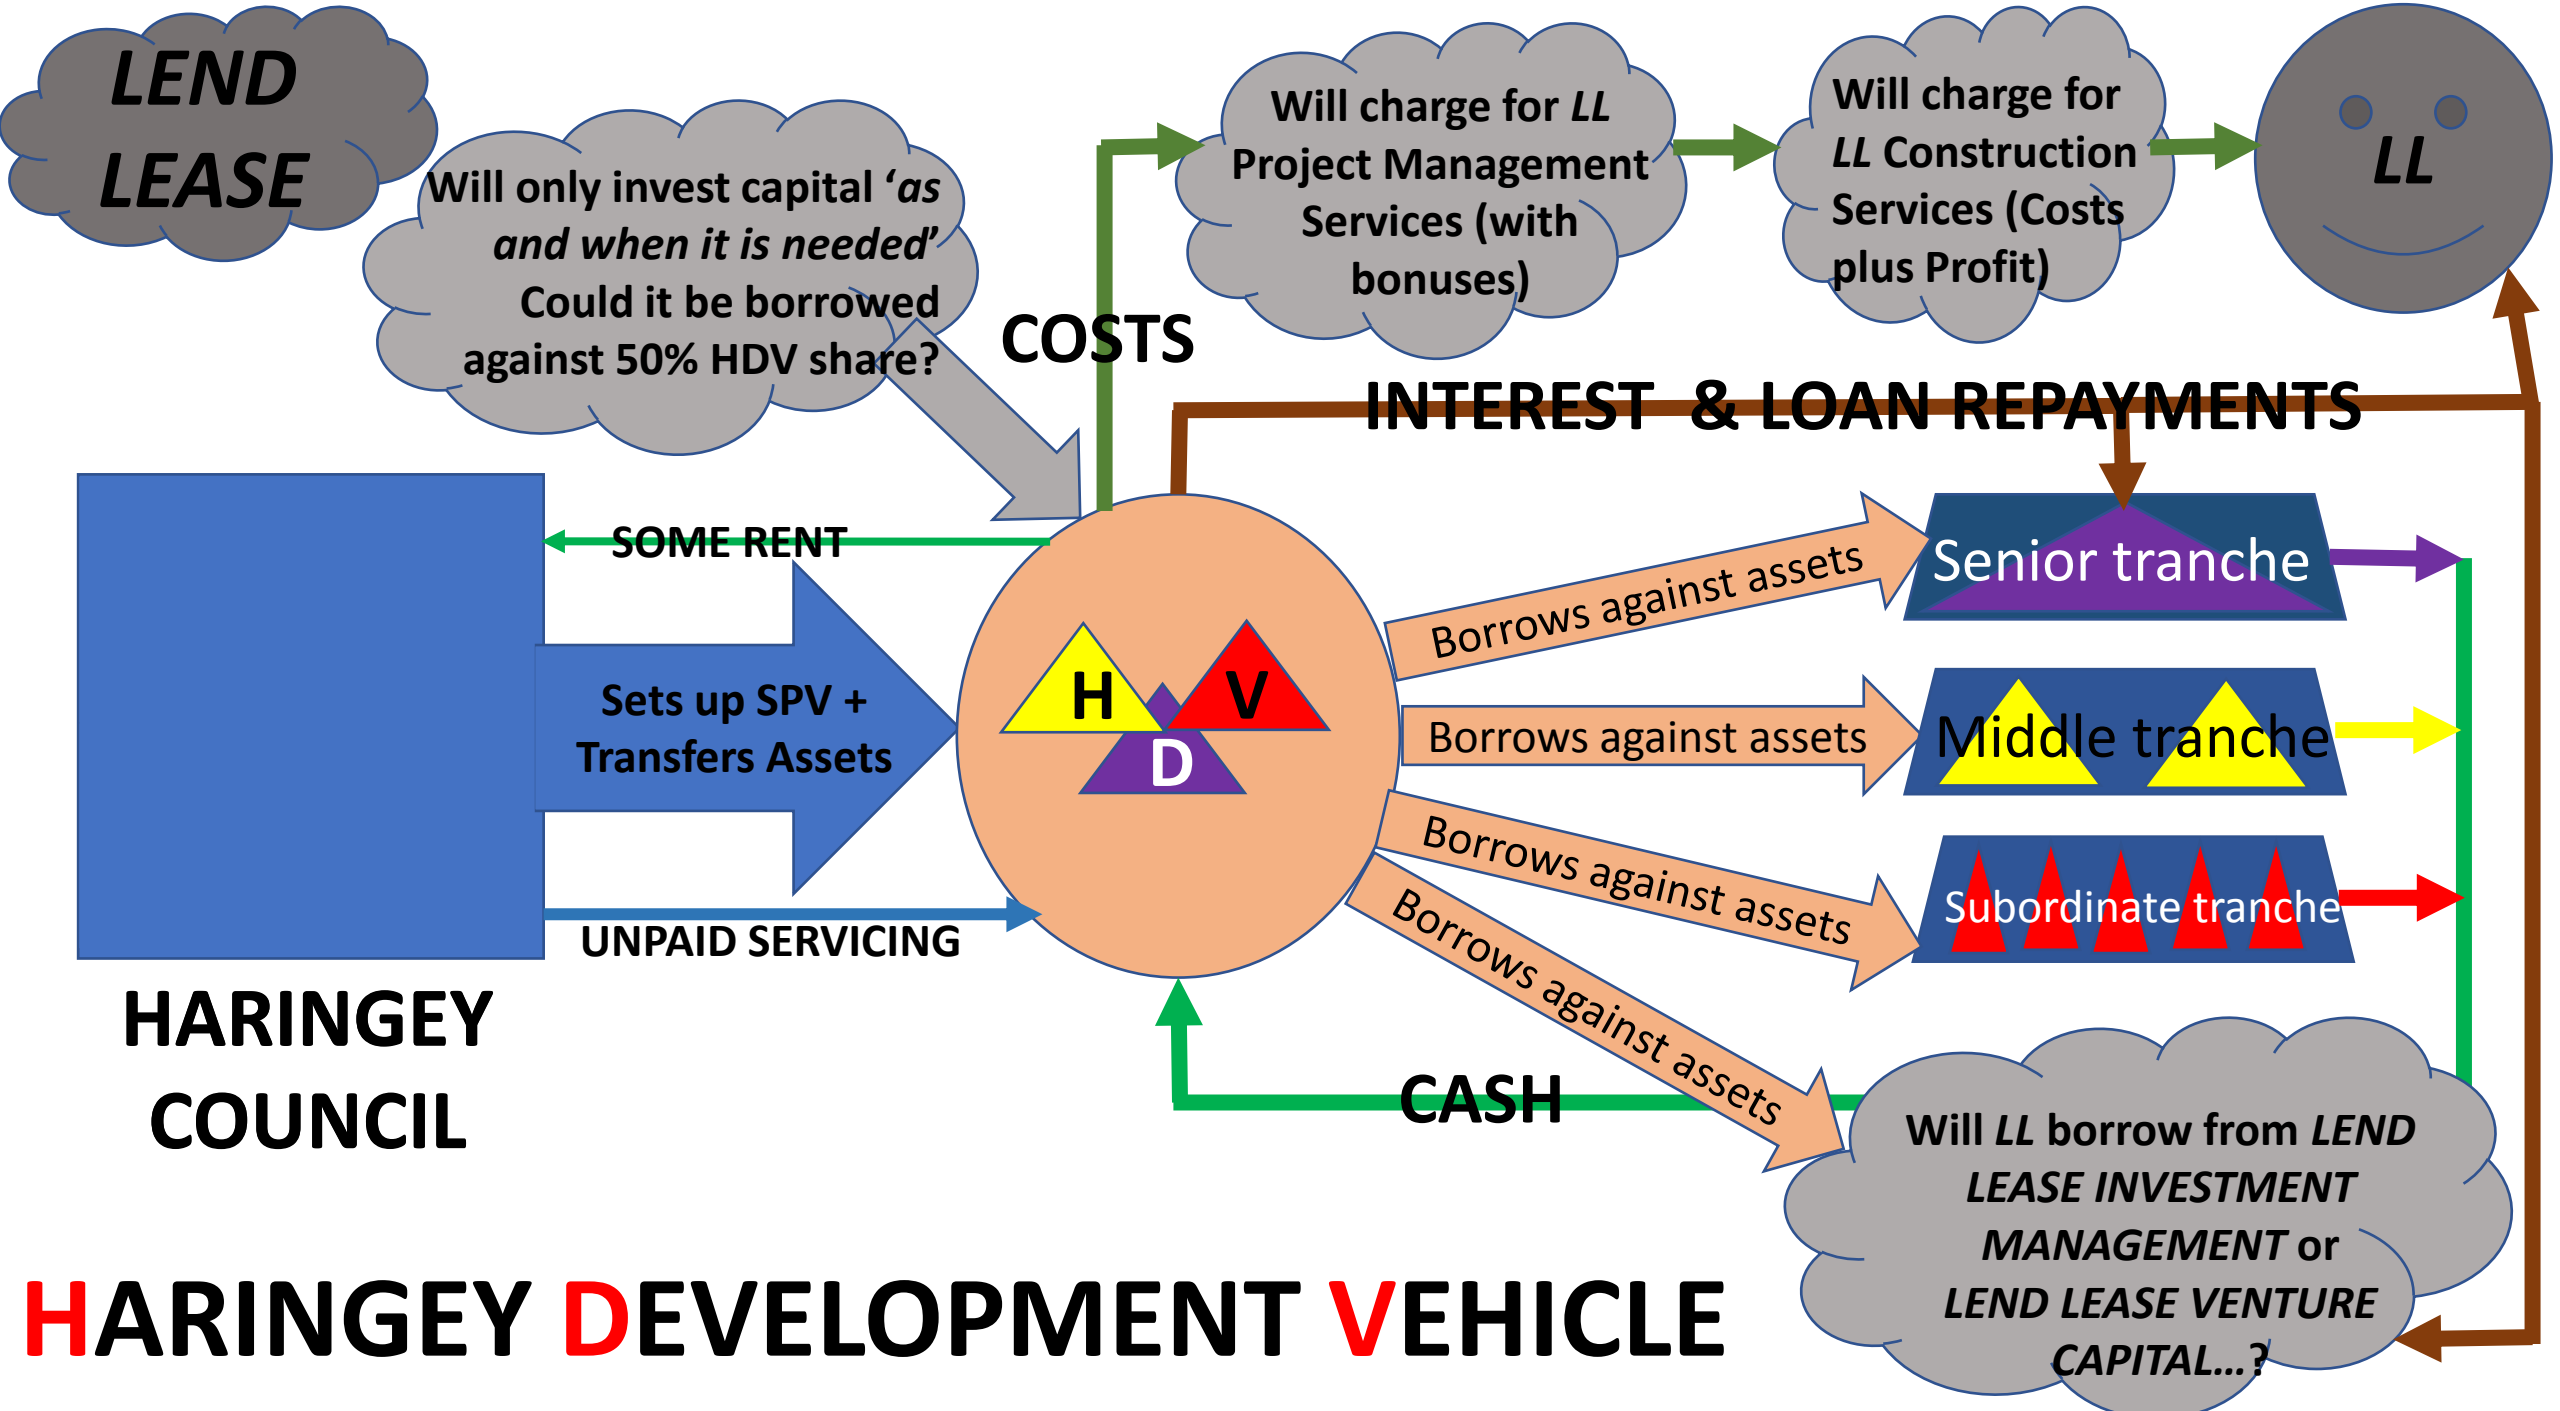 LEND
LEASE
Will only invest capital ‘as
and when it is needed’
Could it be borrowed
against 50% HDV share?
COSTS
Will charge for LL
Project Management
Services (with
bonuses)
Will charge for
LL Construction
Services (Costs
plus Profit)
LL
INTEREST & LOAN REPAYMENTS
SOME RENT
Sets up SPV +
Transfers Assets
UNPAID SERVICING
HARINGEY
COUNCIL
H
D
V
Borrows against assets
Senior tranche
Borrows against assets
Middle tranche
Borrows against assets
Subordinate tranche
Borrows against assets
CASH
Will LL borrow from LEND
LEASE INVESTMENT
MANAGEMENT or
LEND LEASE VENTURE
CAPITAL...?
HARINGEY DEVELOPMENT VEHICLE